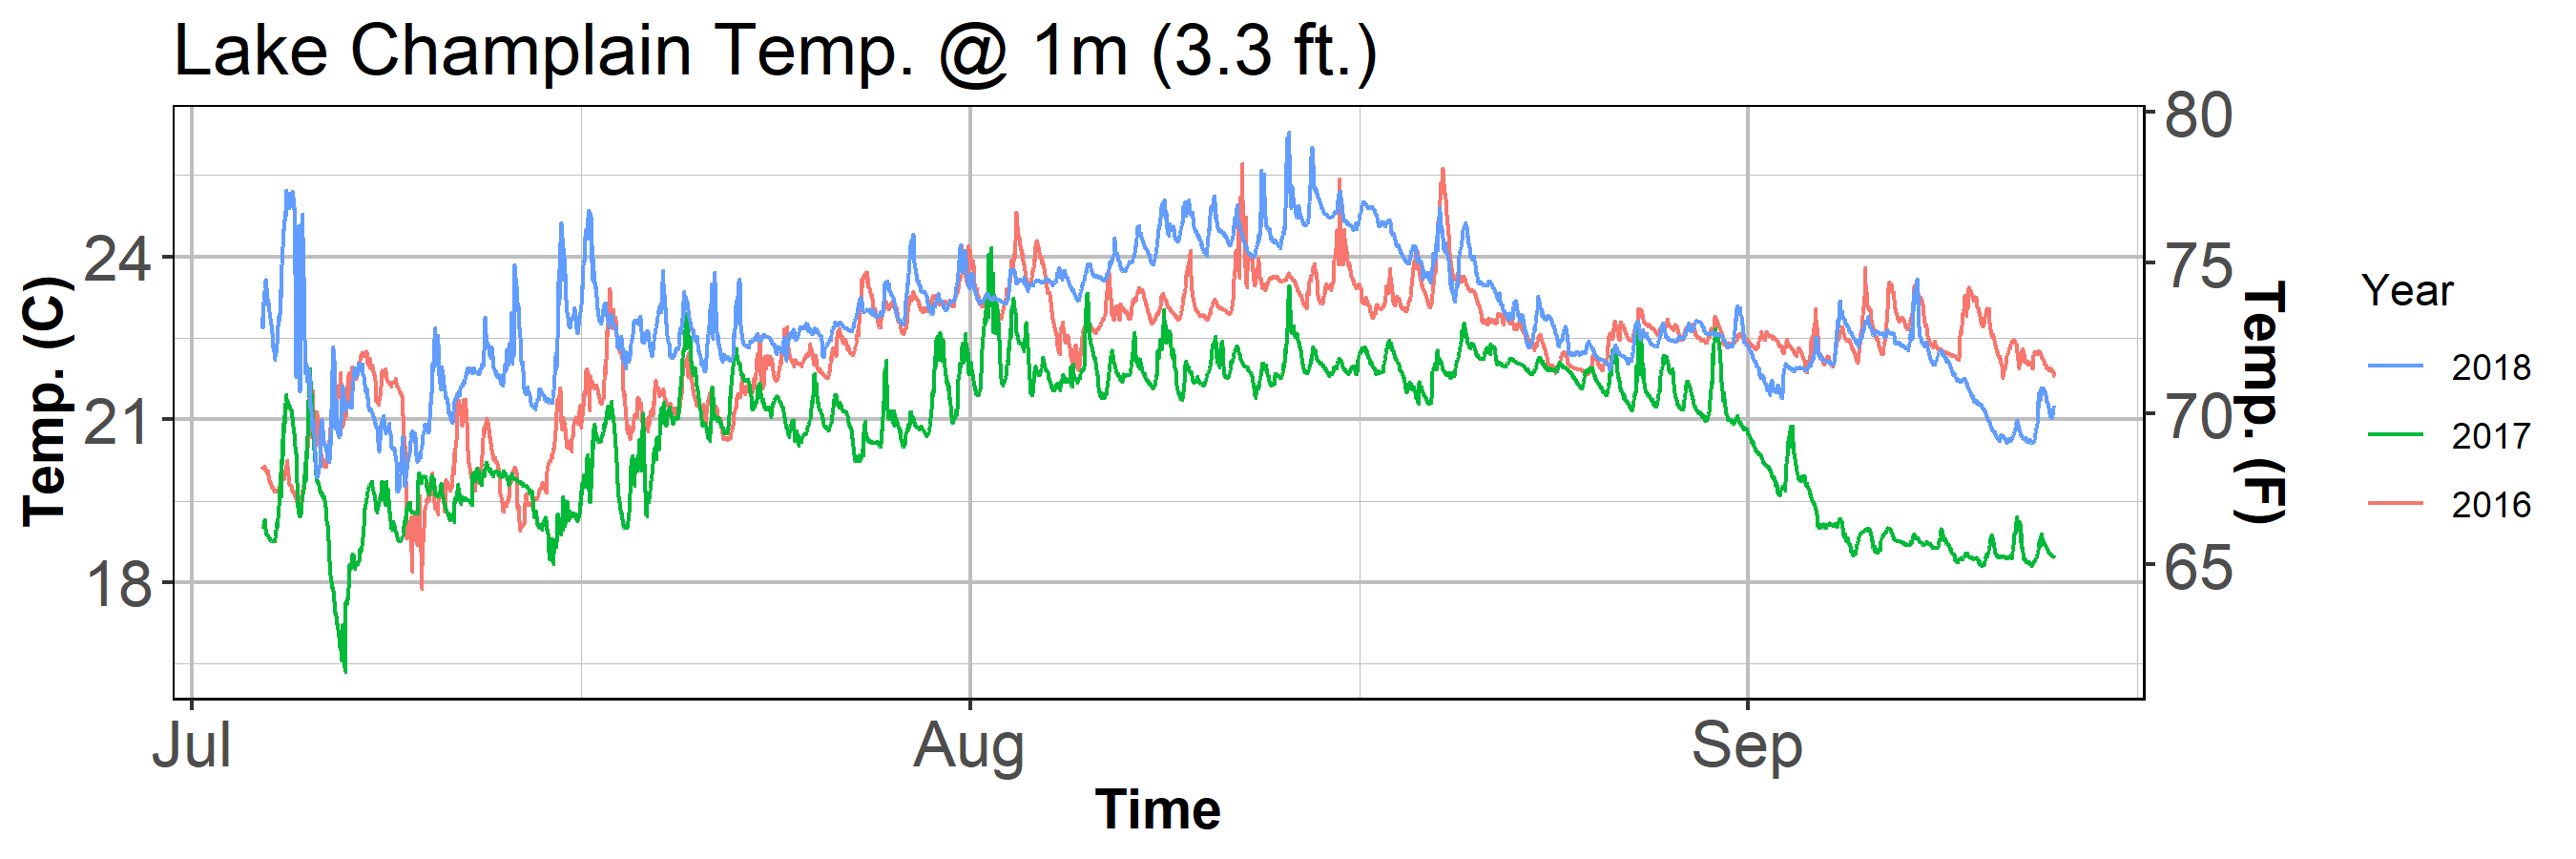 Lake Champlain Temp. @ 1m (3.3 ft.)
Temp. (C)
24
21
18
80
75
70
65
Temp. (F)
Jul
Aug
Sep
Time
Year
2018
2017
2016